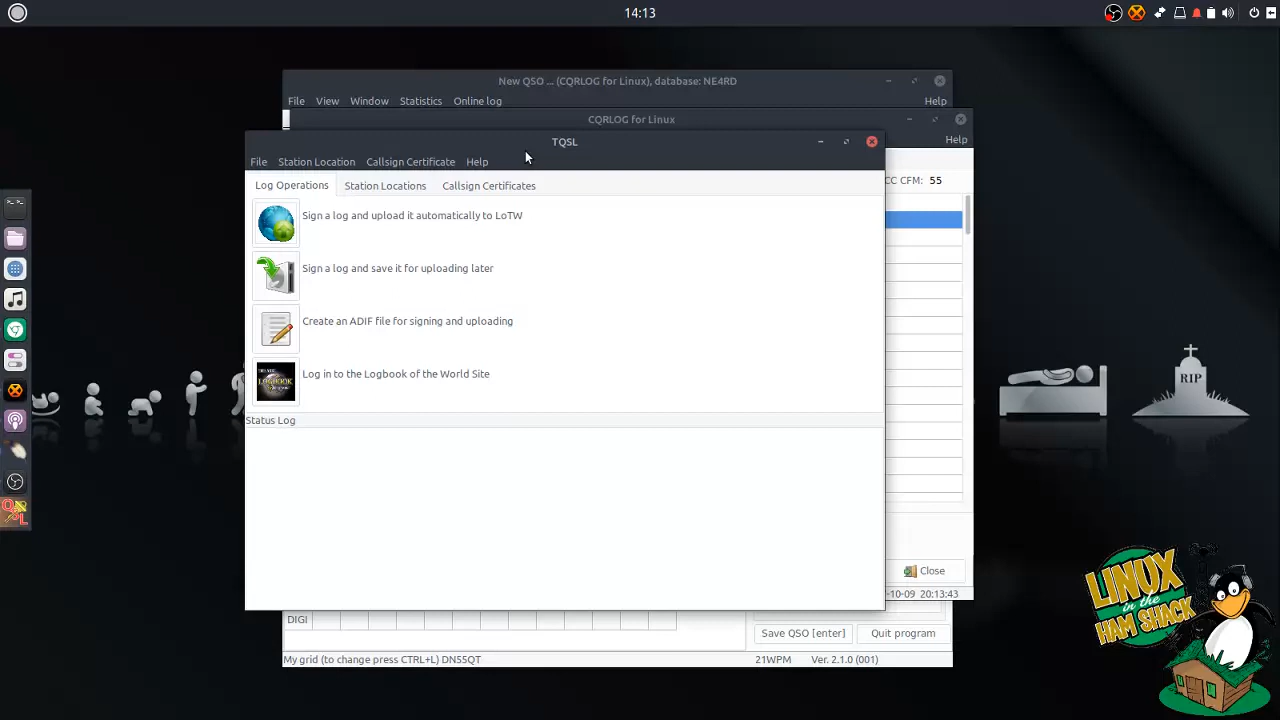 14:13
New QSO ... (CQRLOG for Linux), database: NE4RD
File View Window Statistics Online log Help
CQRLOG for Linux
Help
TQSL
File Station Location Callsign Certificate Help
Log Operations Station Locations Callsign Certificates
CC CFM: 55
Sign a log and upload it automatically to LoTW
Sign a log and save it for uploading later
Create an ADIF file for signing and uploading
LOGBOOK
Log in to the Logbook of the World Site
RIP
Status Log
QSL
Close
-10-09 20:13:43
LINUX
in the
HAM SHACK
DIGI
Save QSO [enter] Quit program
My grid (to change press CTRL+L) DN55QT 21WPM Ver. 2.1.0 (001)